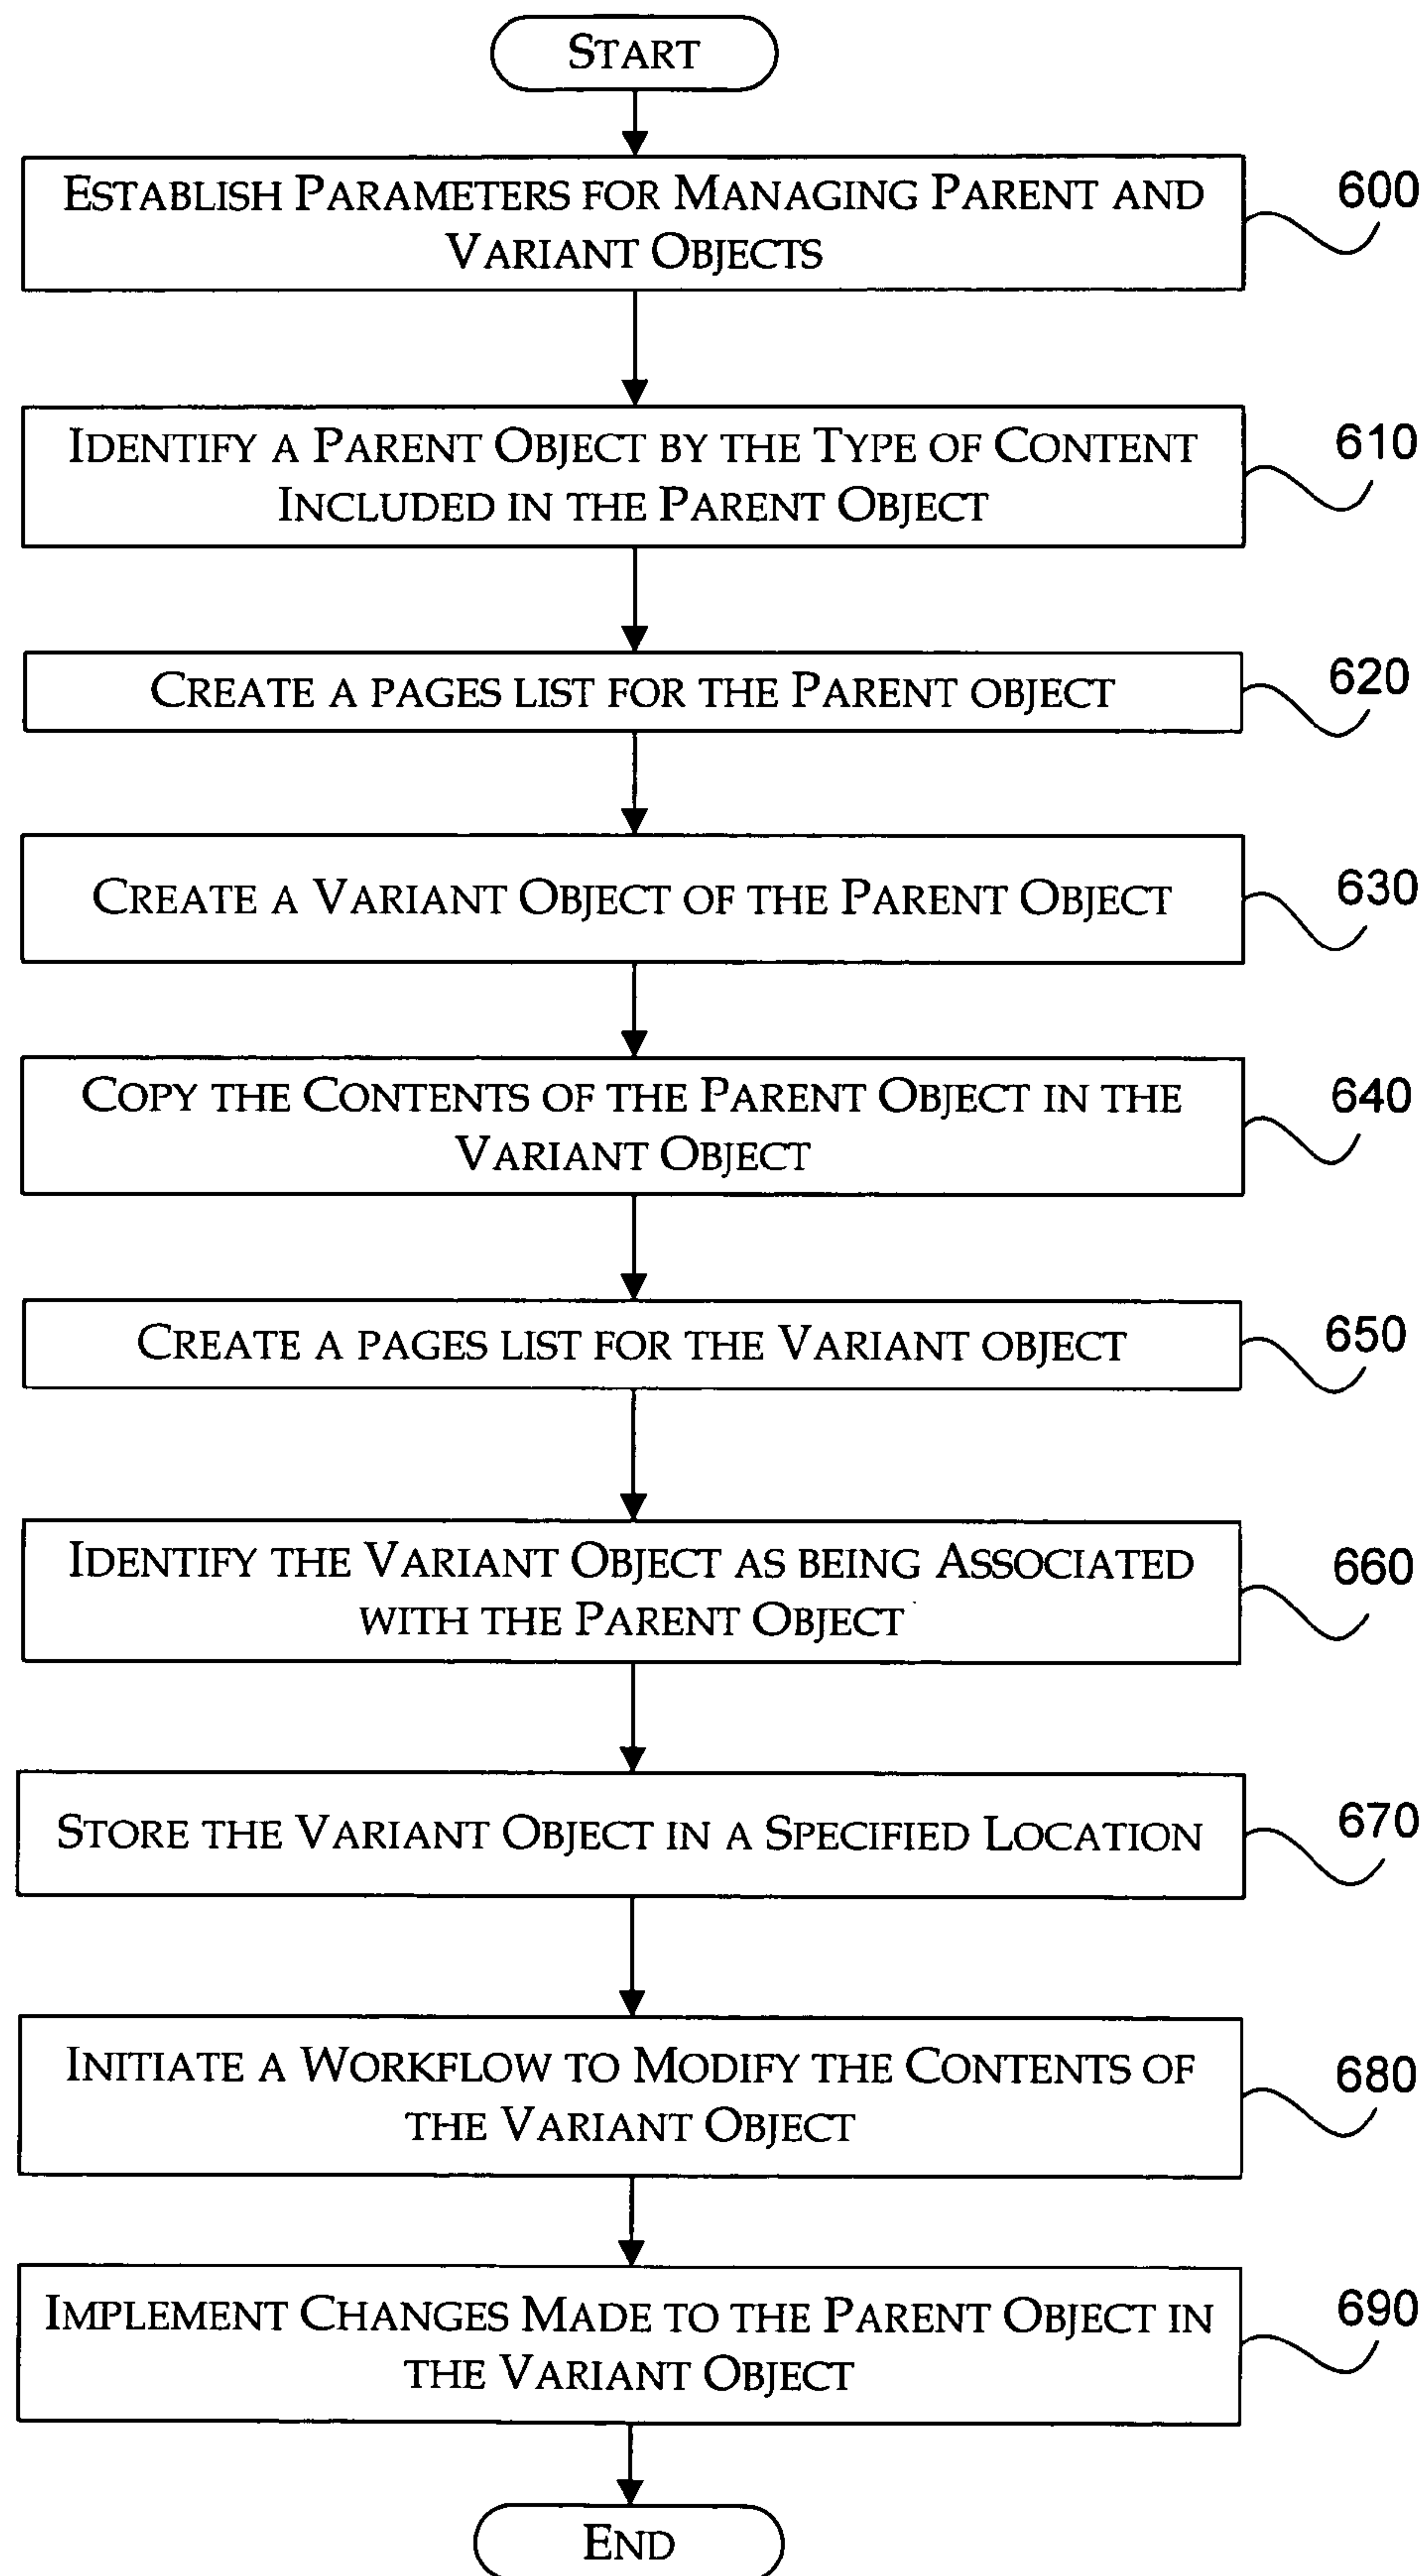 START
ESTABLISH PARAMETERS FOR MANAGING PARENT AND
VARIANT OBJECTS
600
IDENTIFY A PARENT OBJECT BY THE TYPE OF CONTENT
INCLUDED IN THE PARENT OBJECT
610
CREATE A PAGES LIST FOR THE PARENT OBJECT
620
CREATE A VARIANT OBJECT OF THE PARENT OBJECT
630
COPY THE CONTENTS OF THE PARENT OBJECT IN THE
VARIANT OBJECT
640
CREATE A PAGES LIST FOR THE VARIANT OBJECT
650
IDENTIFY THE VARIANT OBJECT AS BEING ASSOCIATED
WITH THE PARENT OBJECT
660
STORE THE VARIANT OBJECT IN A SPECIFIED LOCATION
670
INITIATE A WORKFLOW TO MODIFY THE CONTENTS OF
THE VARIANT OBJECT
680
IMPLEMENT CHANGES MADE TO THE PARENT OBJECT IN
THE VARIANT OBJECT
690
END